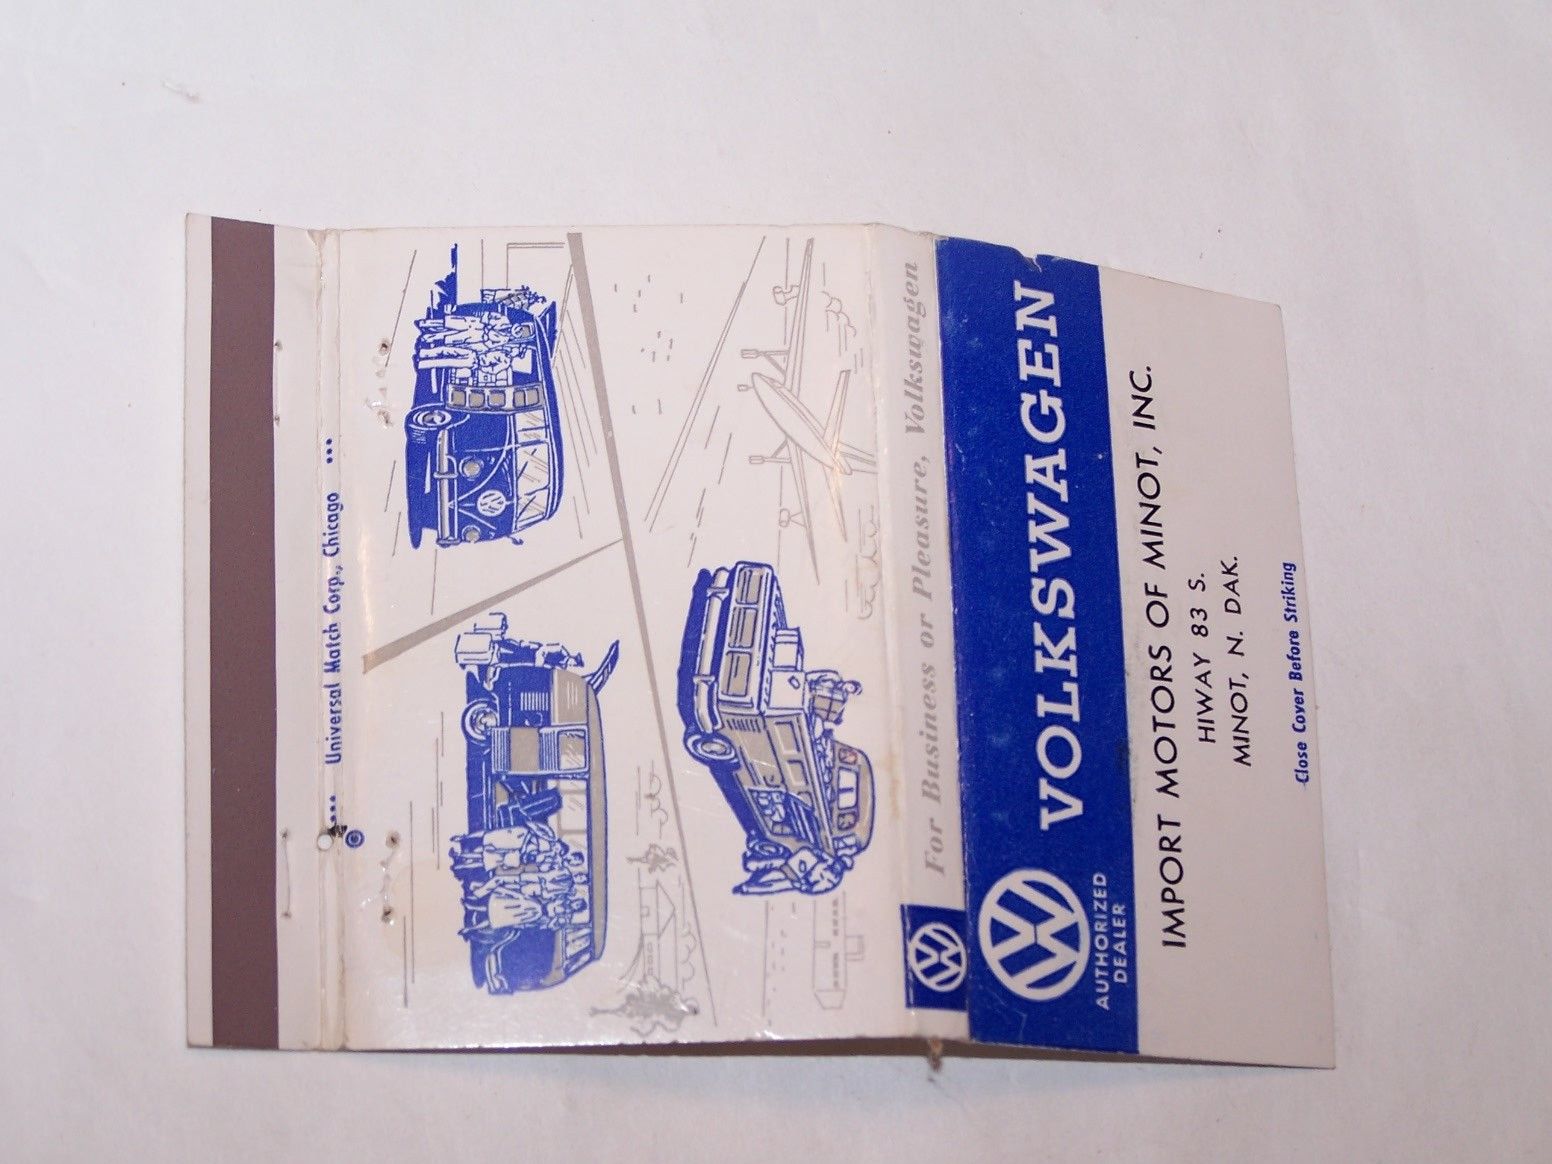 ... Universal Match Corp., Chicago ...
For Business or Pleasure, Volkswagen
VOLKSWAGEN
AUTHORIZED
DEALER
IMPORT MOTORS OF MINOT, INC.
HIWAY 83 S.
MINOT, N. DAK.
Close Cover Before Striking